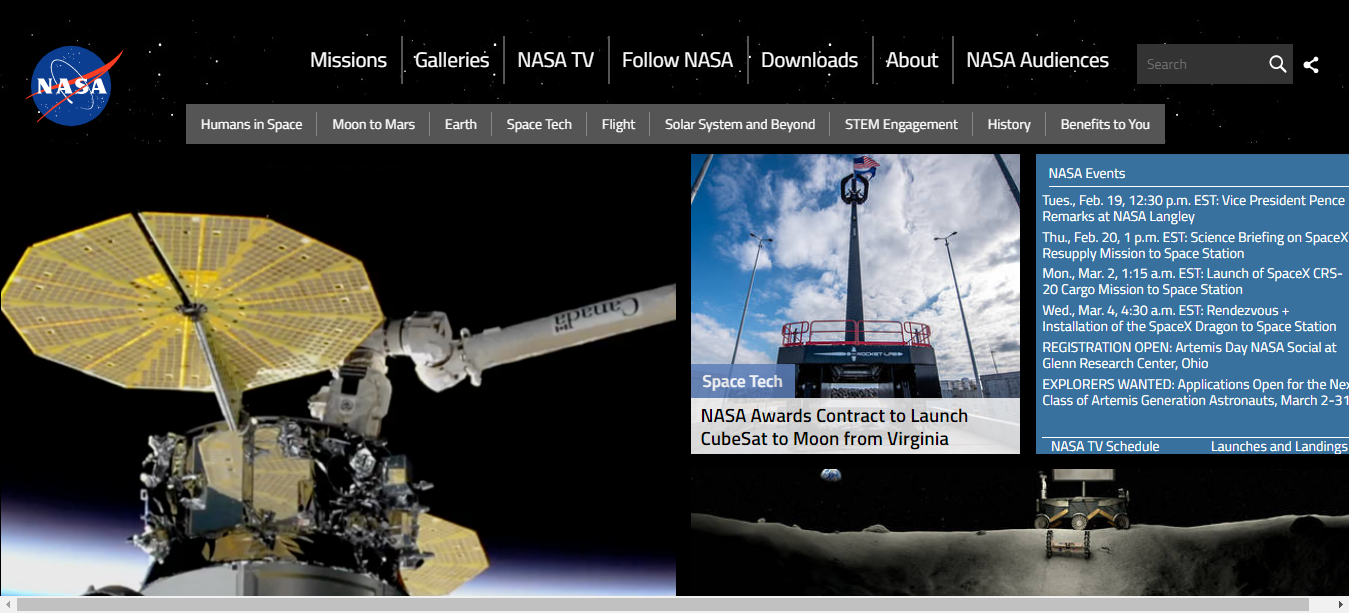 NASA
Missions
Galleries
NASA TV
Follow NASA
Downloads
About
NASA Audiences
Search
Humans in Space
Moon to Mars
Earth
Space Tech
Flight
Solar System and Beyond
STEM Engagement
History
Benefits to You
Canada
ROCKET LAB
Space Tech
NASA Awards Contract to Launch
CubeSat to Moon from Virginia
NASA Events
Tues., Feb. 19, 12:30 p.m. EST: Vice President Pence
Remarks at NASA Langley
Thu., Feb. 20, 1 p.m. EST: Science Briefing on SpaceX
Resupply Mission to Space Station
Mon., Mar. 2, 1:15 a.m. EST: Launch of SpaceX CRS-
20 Cargo Mission to Space Station
Wed., Mar. 4, 4:30 a.m. EST: Rendezvous +
Installation of the SpaceX Dragon to Space Station
REGISTRATION OPEN: Artemis Day NASA Social at
Glenn Research Center, Ohio
EXPLORERS WANTED: Applications Open for the Nex
Class of Artemis Generation Astronauts, March 2-31
NASA TV Schedule
Launches and Landings